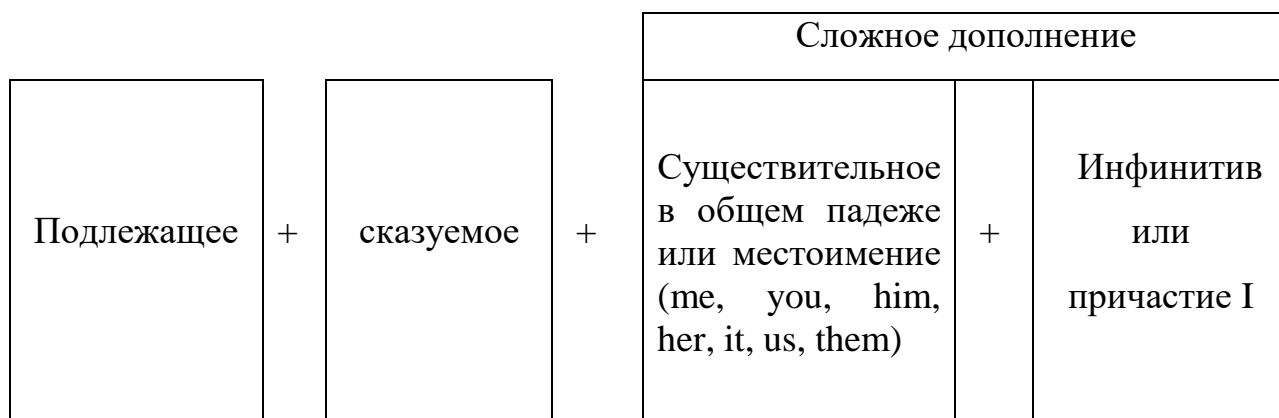 Сложное дополнение
Подлежащее
+
сказуемое
+
Существительное
в общем падеже
или местоимение
(me, you, him,
her, it, us, them)
+
Инфинитив
или
причастие I